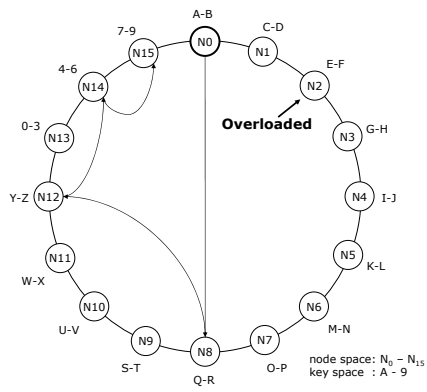 A-B
7-9
N0
C-D
N15
N1
4-6
E-F
N14
N2
Overloaded
0-3
G-H
N13
N3
Y-Z
N12
N4
I-J
N11
N5
K-L
W-X
N10
N6
M-N
U-V
N9
N8
N7
O-P
S-T
Q-R
node space: N₀ – N₁₅
key space : A - 9